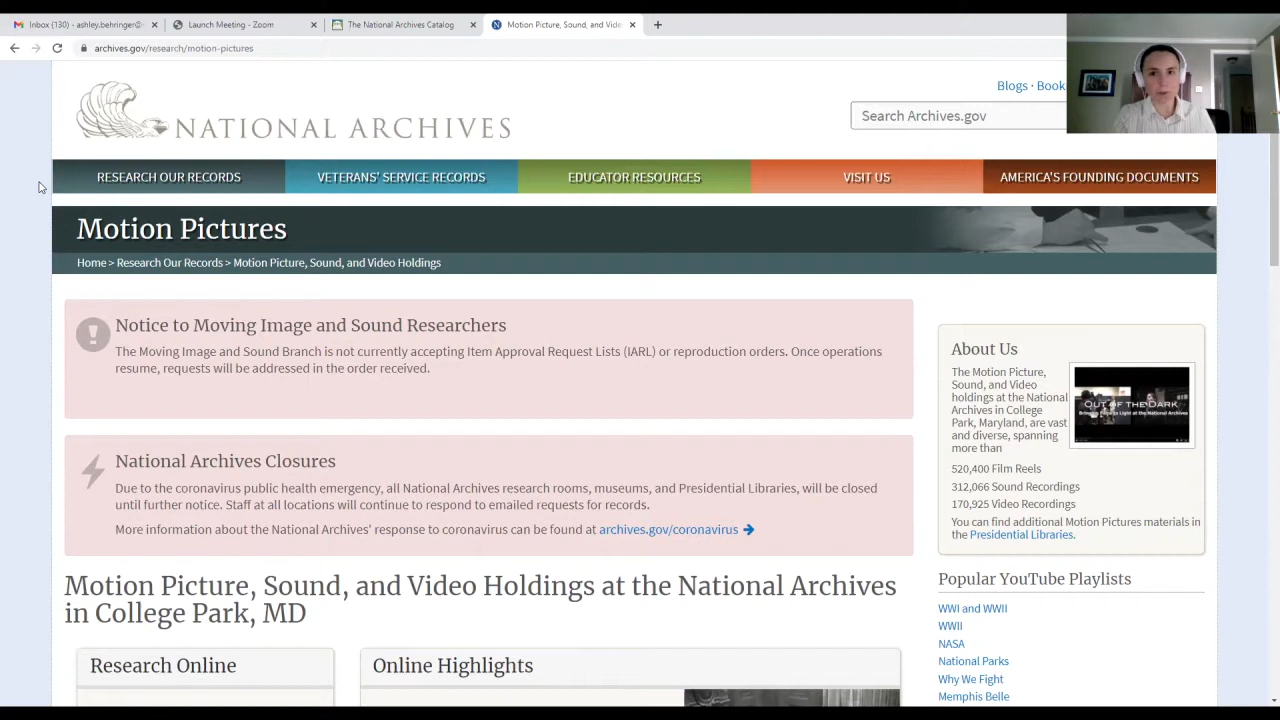 Inbox (130) - ashley.behringer@
Launch Meeting - Zoom
The National Archives Catalog
Motion Picture, Sound, and Vide
archives.gov/research/motion-pictures
Blogs · Book
NATIONAL ARCHIVES
Search Archives.gov
RESEARCH OUR RECORDS
VETERANS' SERVICE RECORDS
EDUCATOR RESOURCES
VISIT US
AMERICA'S FOUNDING DOCUMENTS
Motion Pictures
Home > Research Our Records > Motion Picture, Sound, and Video Holdings
Notice to Moving Image and Sound Researchers
The Moving Image and Sound Branch is not currently accepting Item Approval Request Lists (IARL) or reproduction orders. Once operations
resume, requests will be addressed in the order received.
National Archives Closures
Due to the coronavirus public health emergency, all National Archives research rooms, museums, and Presidential Libraries, will be closed
until further notice. Staff at all locations will continue to respond to emailed requests for records.
More information about the National Archives' response to coronavirus can be found at archives.gov/coronavirus
Motion Picture, Sound, and Video Holdings at the National Archives
in College Park, MD
Research Online
Online Highlights
About Us
The Motion Picture,
Sound, and Video
holdings at the National
Archives in College
Park, Maryland, are vast
and diverse, spanning
more than
OUT OF THE DARK
Bringing Films to Light at the National Archives
520,400 Film Reels
312,066 Sound Recordings
170,925 Video Recordings
You can find additional Motion Pictures materials in
the Presidential Libraries.
Popular YouTube Playlists
WWI and WWII
WWII
NASA
National Parks
Why We Fight
Memphis Belle